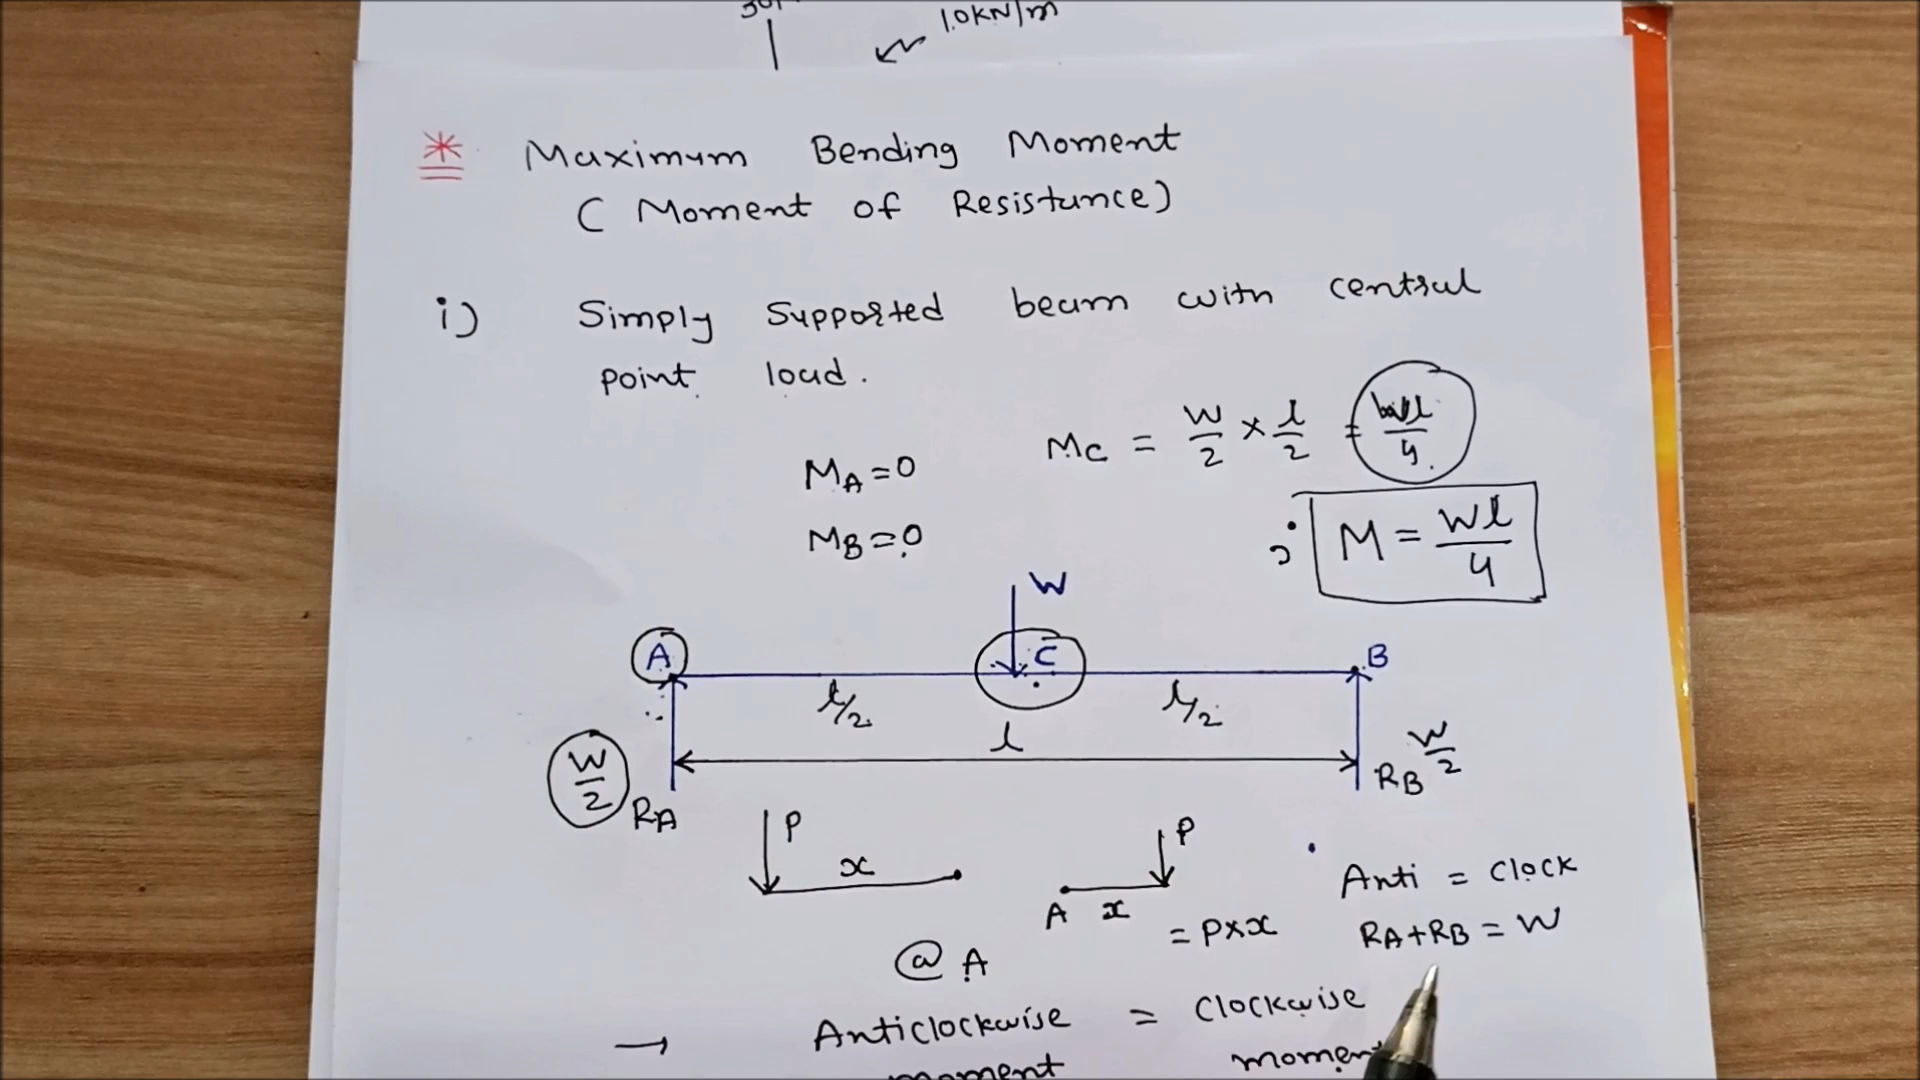 1.0KN/m
* Maximum Bending Moment
( Moment of Resistance)
i) Simply Supported beam with central
point load.
MA = 0
MC = W/2 × l/2 = Wl/4
MB = 0
M = Wl/4
W
A
C
B
l/2
l/2
l
W/2
RA
RB
W/2
P
x
P
A x
= P×x
Anti = Clock
RA+RB = W
@ A
→ Anticlockwise = Clockwise
moment moment